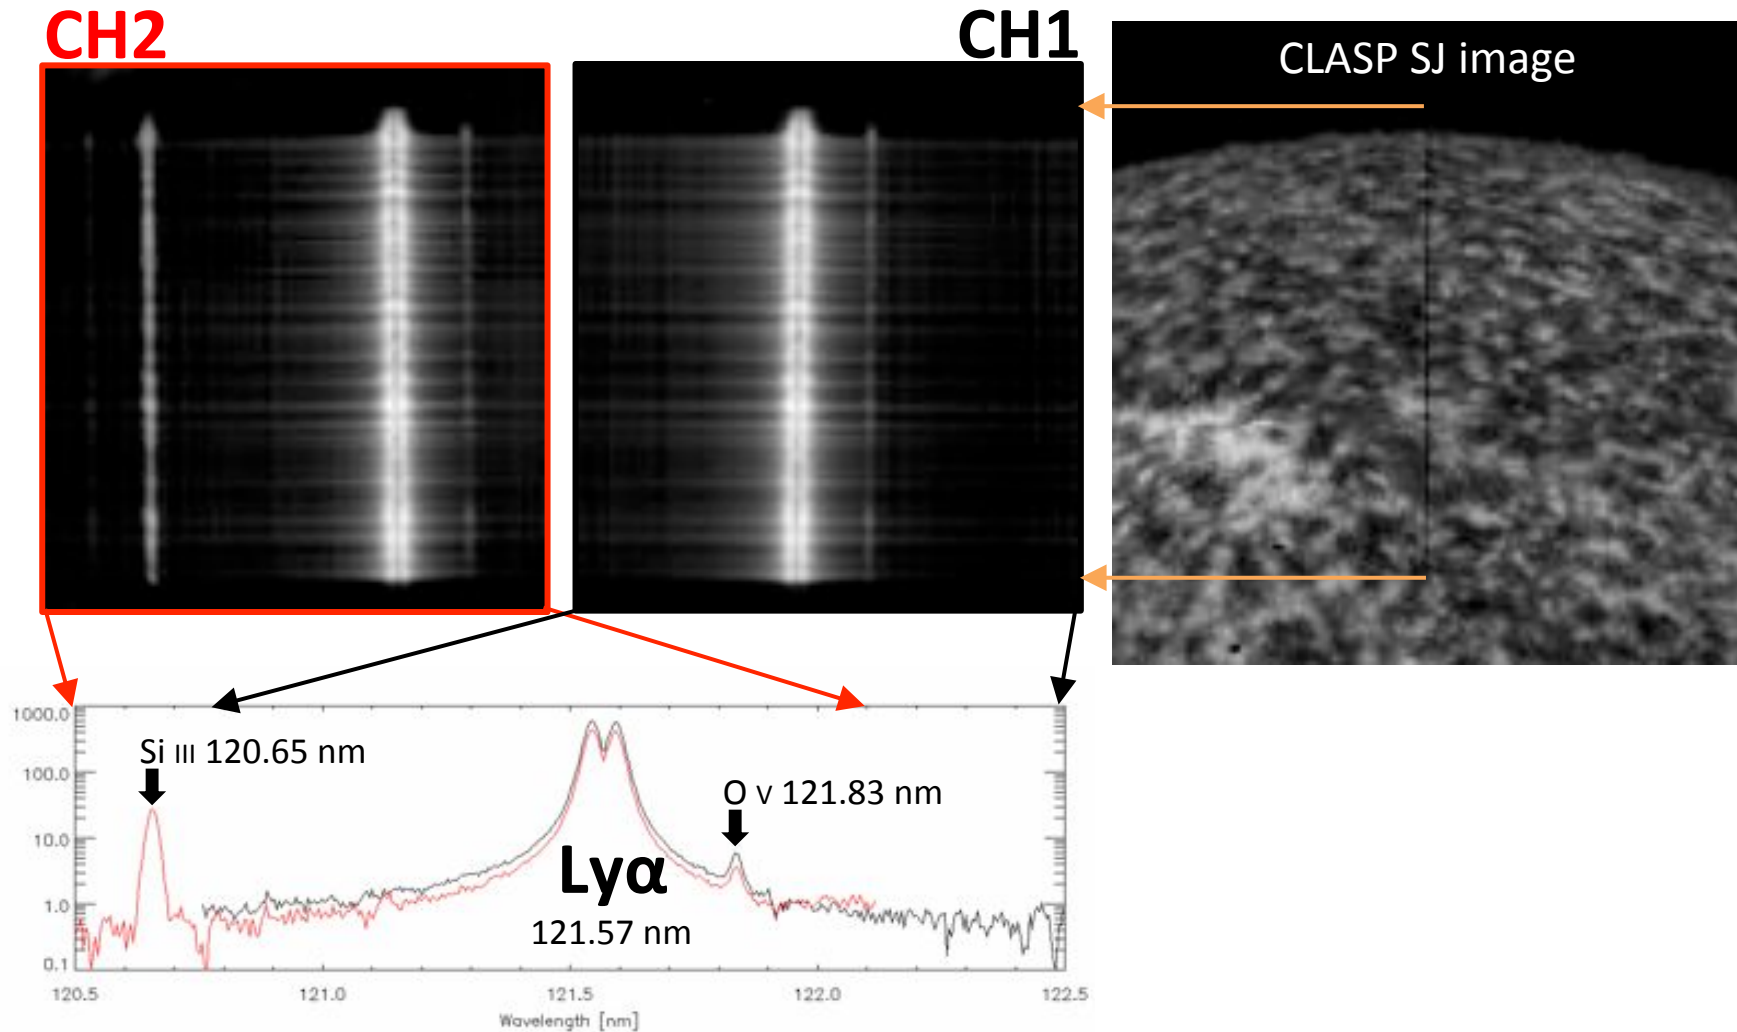 CH2
CH1
CLASP SJ image
1000.0
100.0
10.0
1.0
0.1
Si III 120.65 nm
O V 121.83 nm
Lyα
121.57 nm
120.5
121.0
121.5
122.0
122.5
Wavelength [nm]